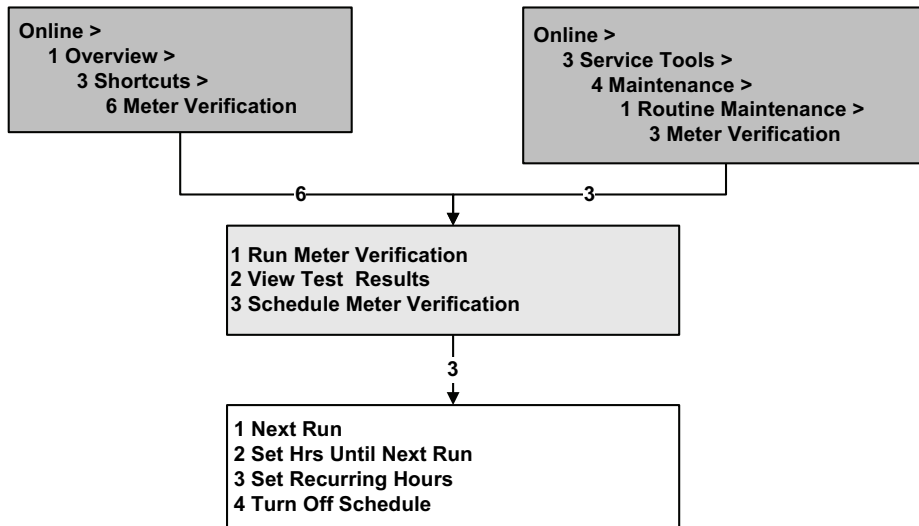 Online >
1 Overview >
3 Shortcuts >
6 Meter Verification
Online >
3 Service Tools >
4 Maintenance >
1 Routine Maintenance >
3 Meter Verification
6
3
1 Run Meter Verification
2 View Test Results
3 Schedule Meter Verification
3
1 Next Run
2 Set Hrs Until Next Run
3 Set Recurring Hours
4 Turn Off Schedule